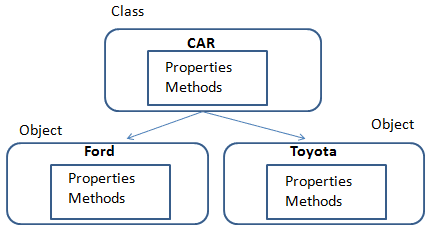 Class
CAR
Properties
Methods
Object
Object
Ford
Properties
Methods
Toyota
Properties
Methods